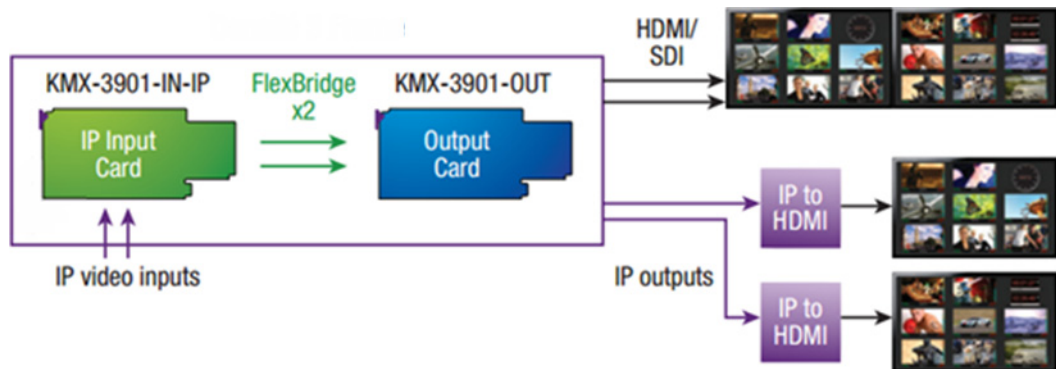 HDMI/
SDI
KMX-3901-IN-IP
FlexBridge
x2
KMX-3901-OUT
IP Input
Card
Output
Card
IP to
HDMI
IP video inputs
IP outputs
IP to
HDMI